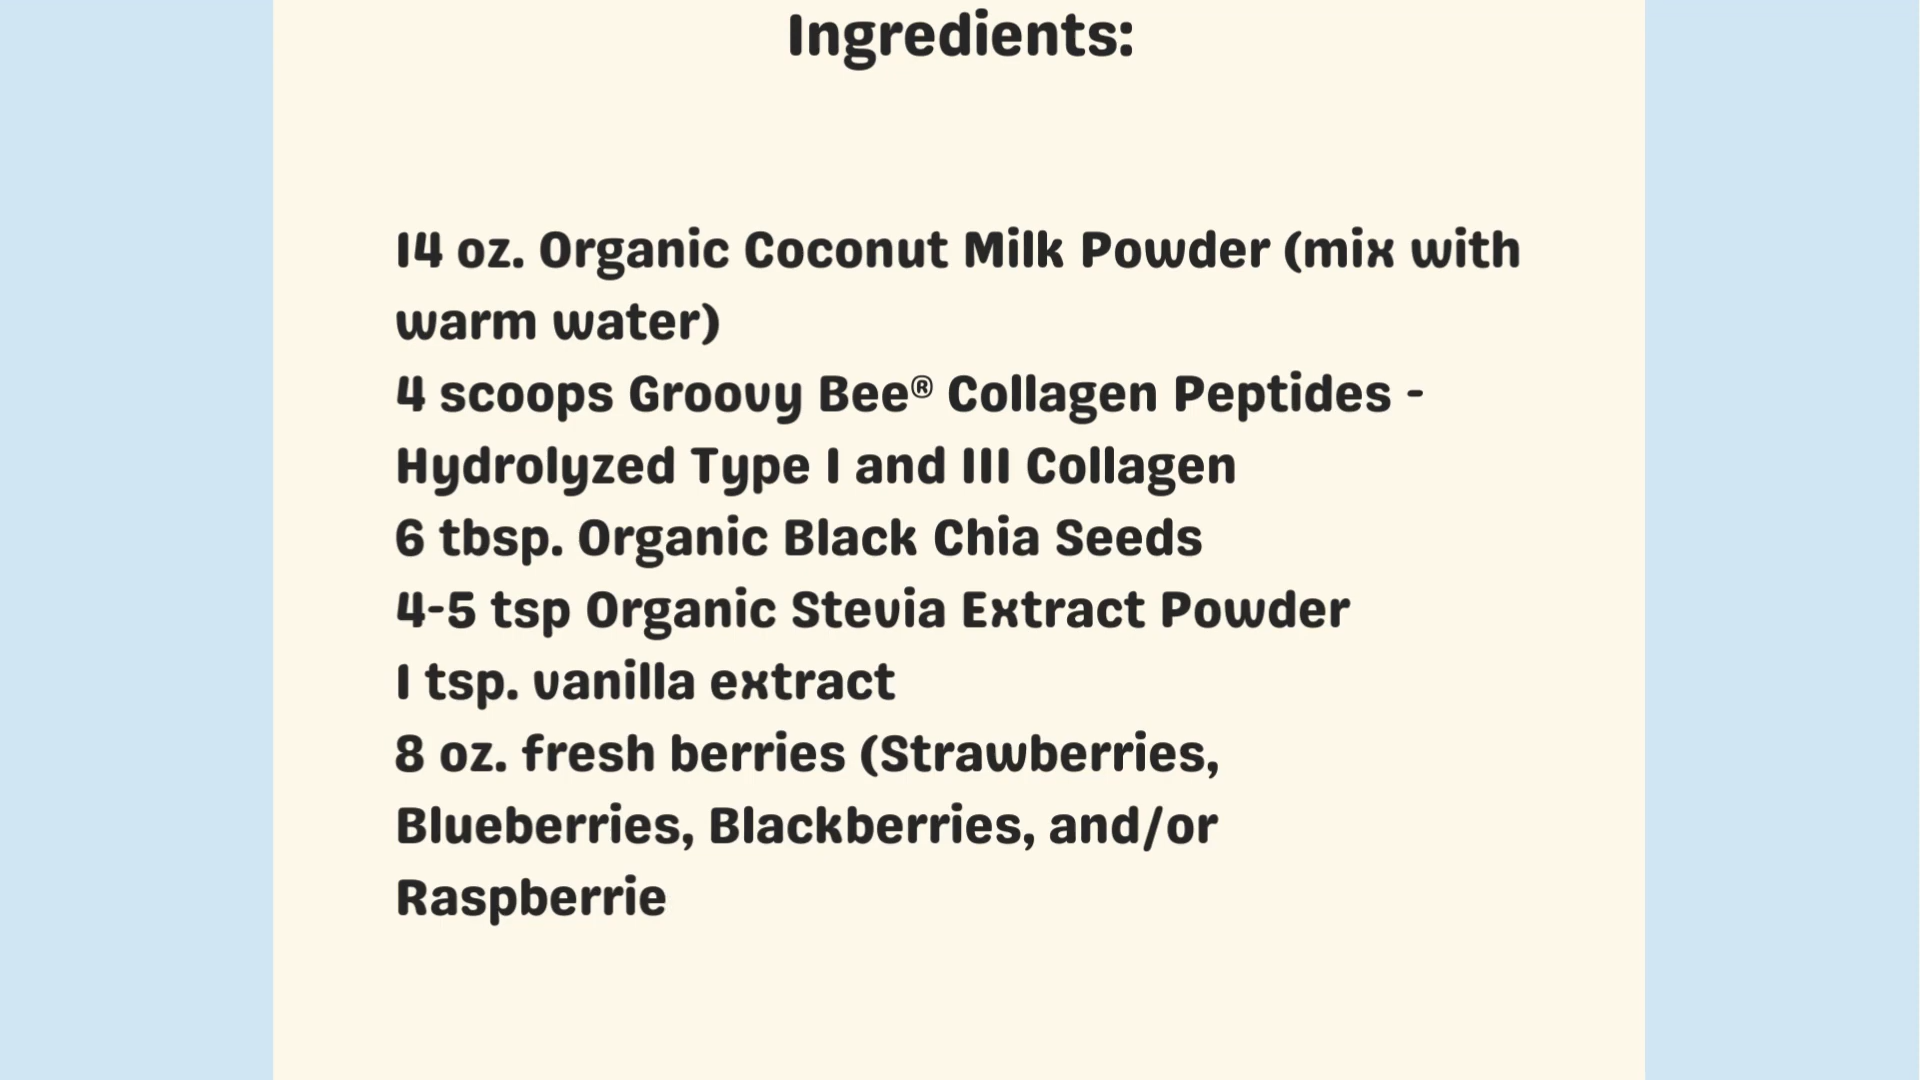 Ingredients:
14 oz. Organic Coconut Milk Powder (mix with
warm water)
4 scoops Groovy Bee® Collagen Peptides -
Hydrolyzed Type I and III Collagen
6 tbsp. Organic Black Chia Seeds
4-5 tsp Organic Stevia Extract Powder
1 tsp. vanilla extract
8 oz. fresh berries (Strawberries,
Blueberries, Blackberries, and/or
Raspberrie